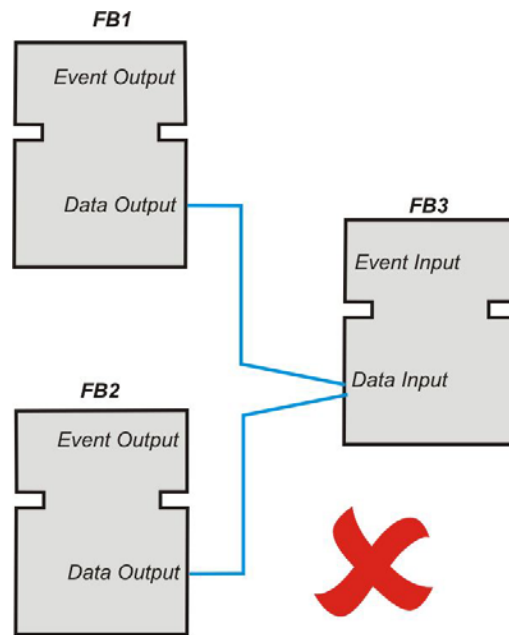 FB1
Event Output
Data Output
FB3
Event Input
Data Input
FB2
Event Output
Data Output